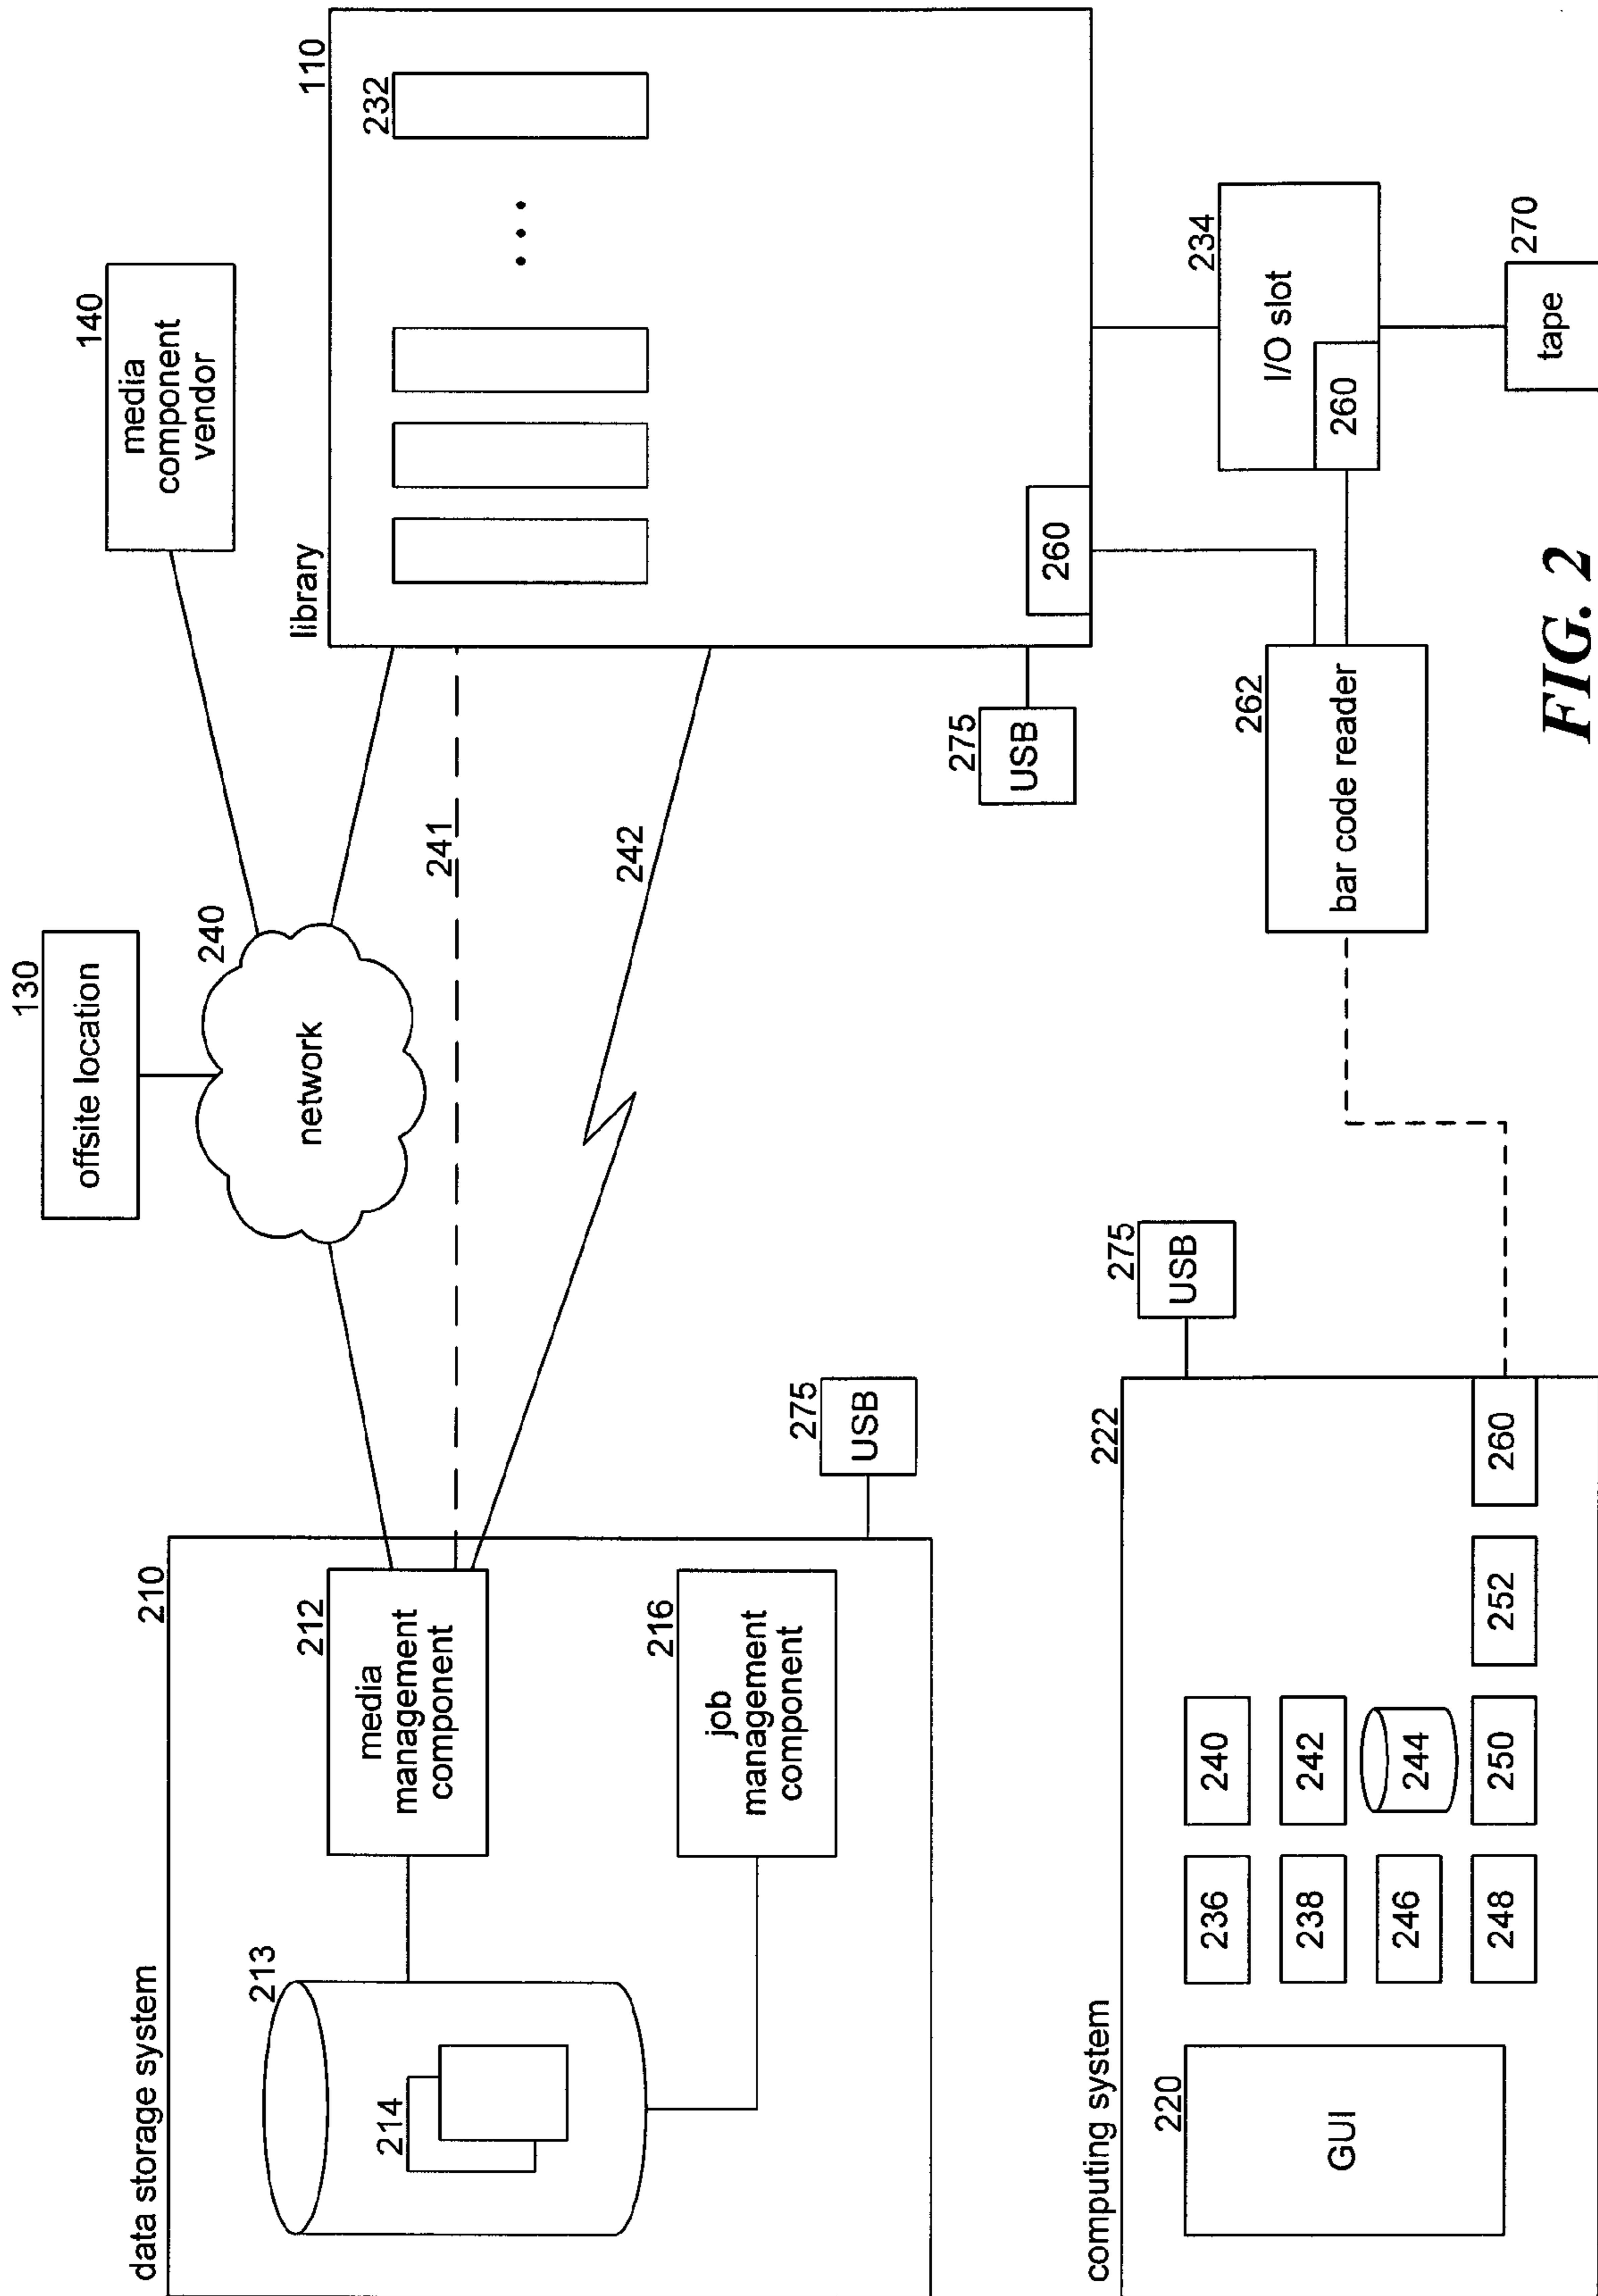 130
offsite location
140
media
component
vendor
240
network
data storage system
210
213
214
212
media
management
component
216
job
management
component
275
USB
241
242
library
110
232
• • •
260
275
USB
computing system
222
220
GUI
236
240
238
242
246
244
248
250
252
260
275
USB
262
bar code reader
234
I/O slot
260
270
tape
FIG. 2